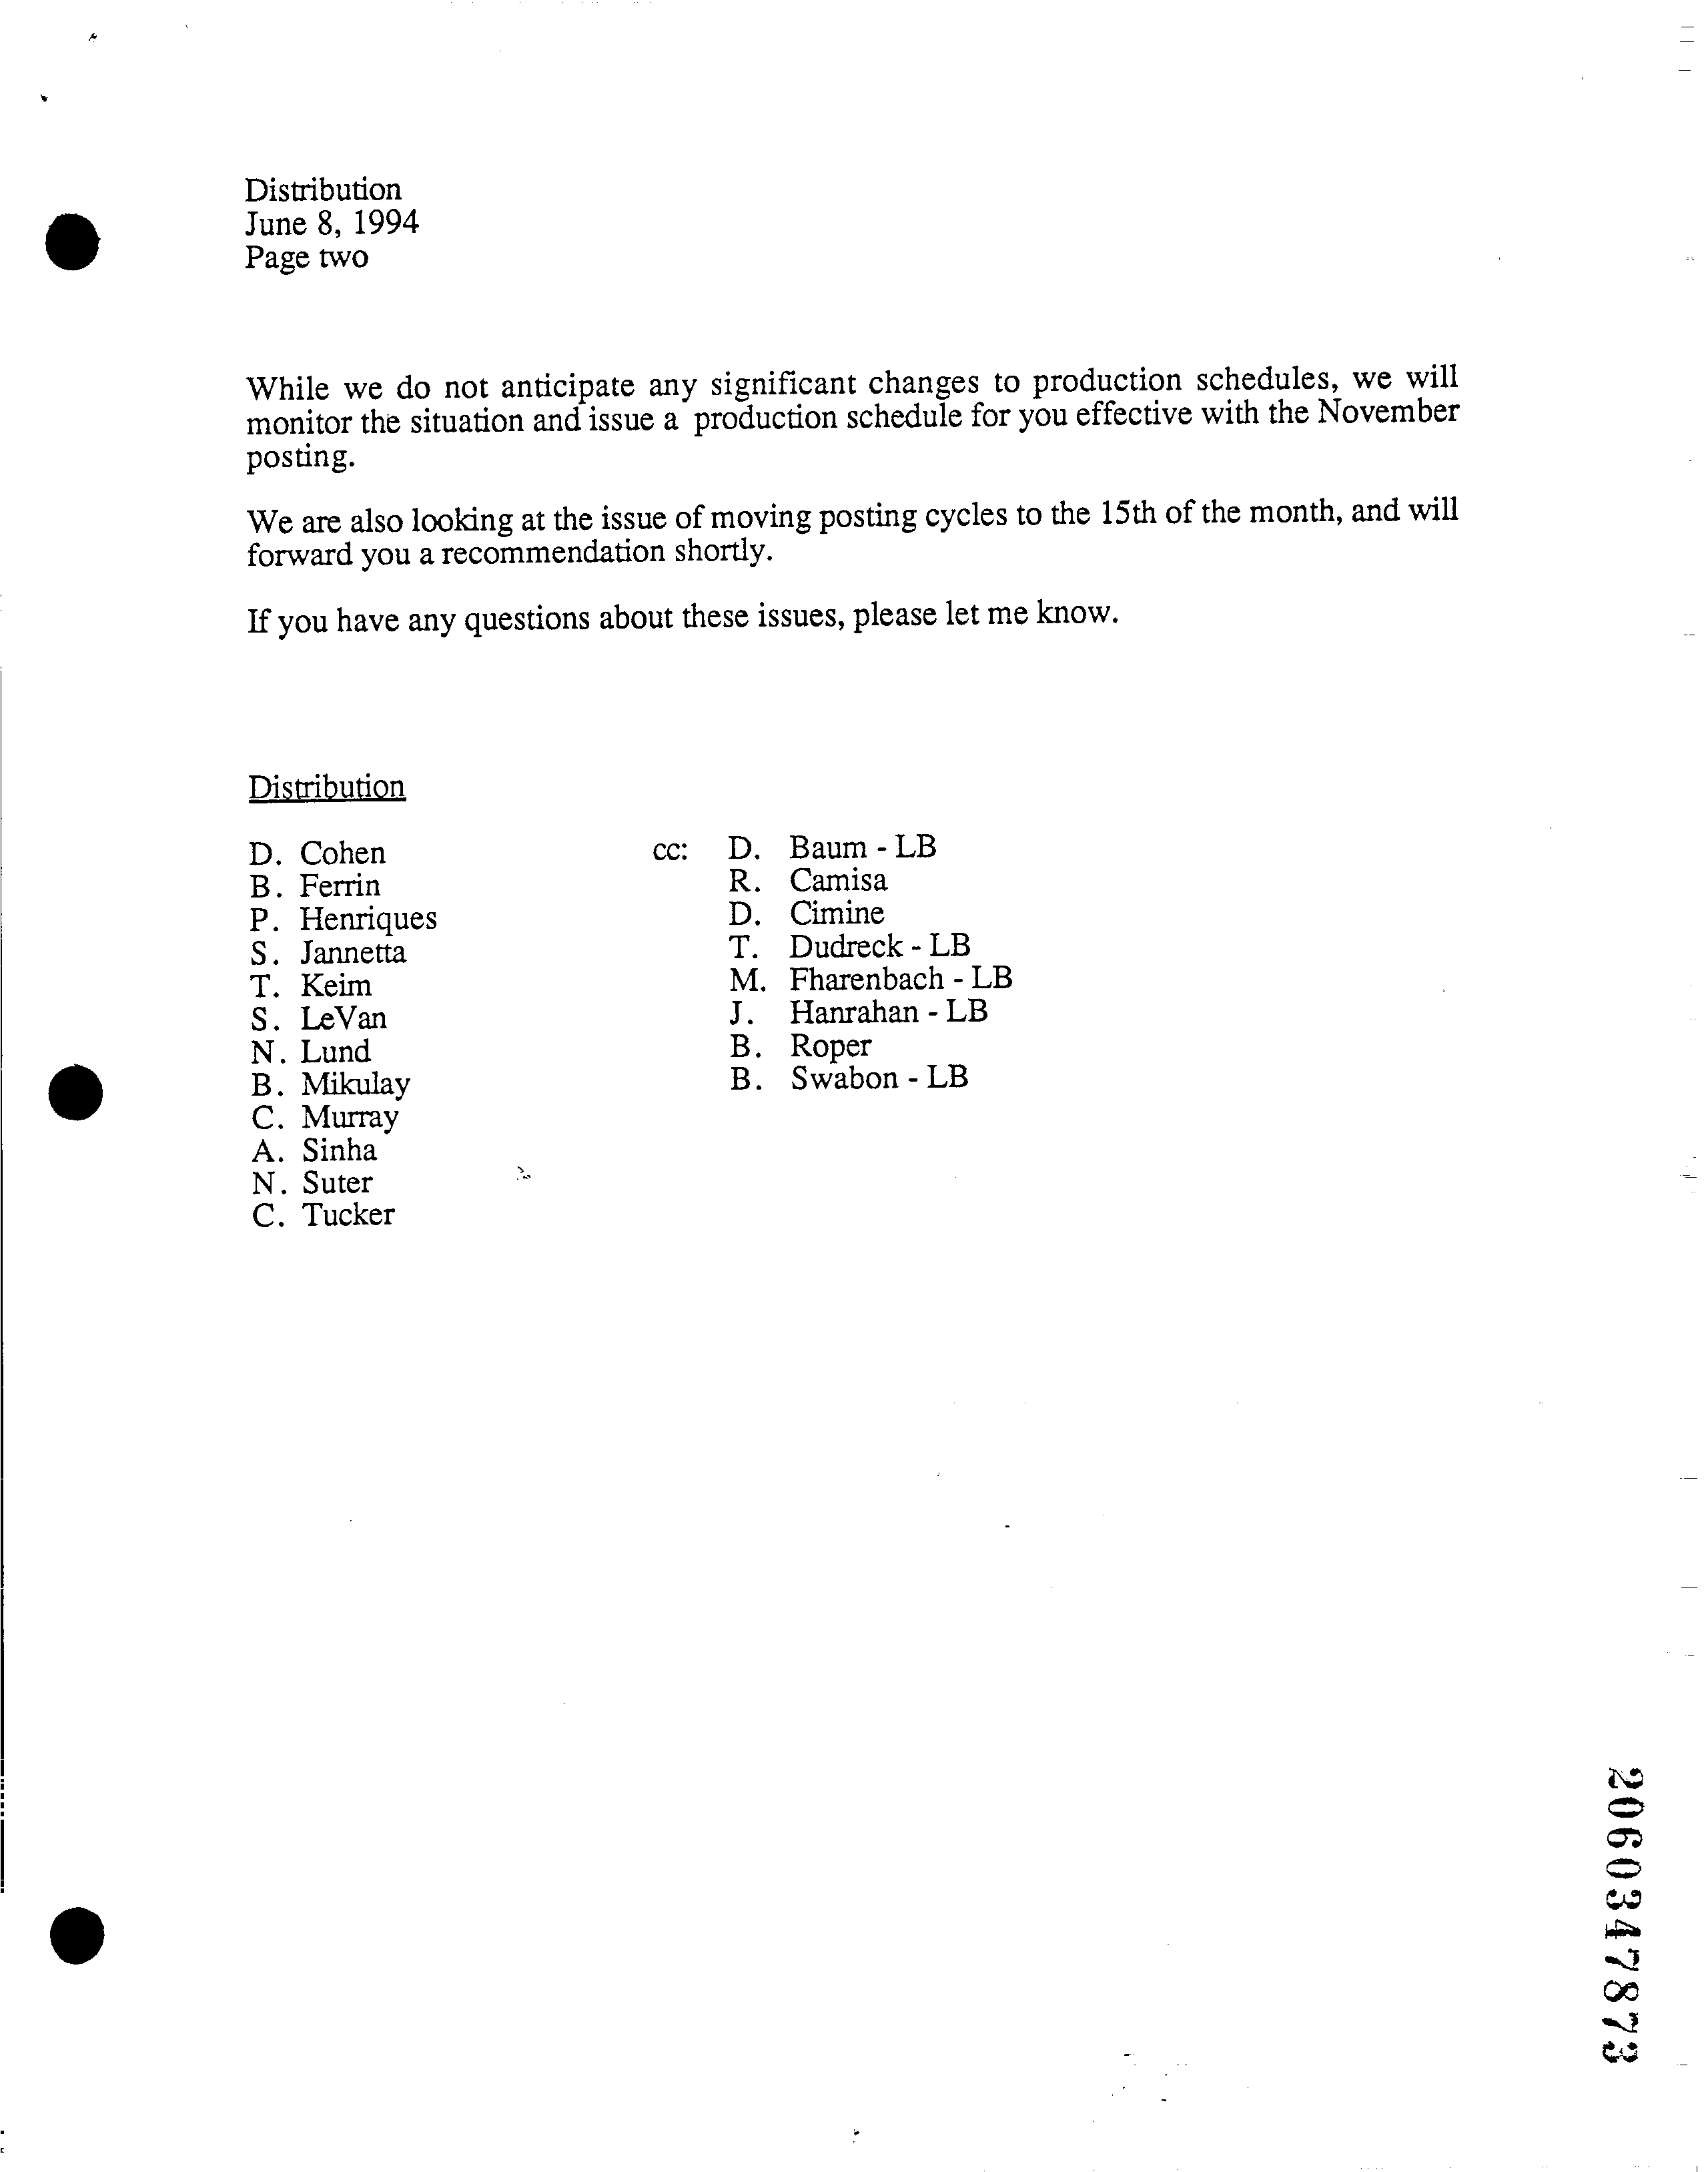 Distribution
June 8, 1994
Page two
While we do not anticipate any significant changes to production schedules, we will
monitor the situation and issue a production schedule for you effective with the November
posting.
We are also looking at the issue of moving posting cycles to the 15th of the month, and will
forward you a recommendation shortly.
If you have any questions about these issues, please let me know.
Distribution
D. Cohen
B. Ferrin
P. Henriques
S. Jannetta
T. Keim
S. LeVan
N. Lund
B. Mikulay
C. Murray
A. Sinha
N. Suter
C. Tucker
cc: D. Baum - LB
R. Camisa
D. Cimine
T. Dudreck - LB
M. Fharenbach - LB
J. Hanrahan - LB
B. Roper
B. Swabon - LB
2060347873